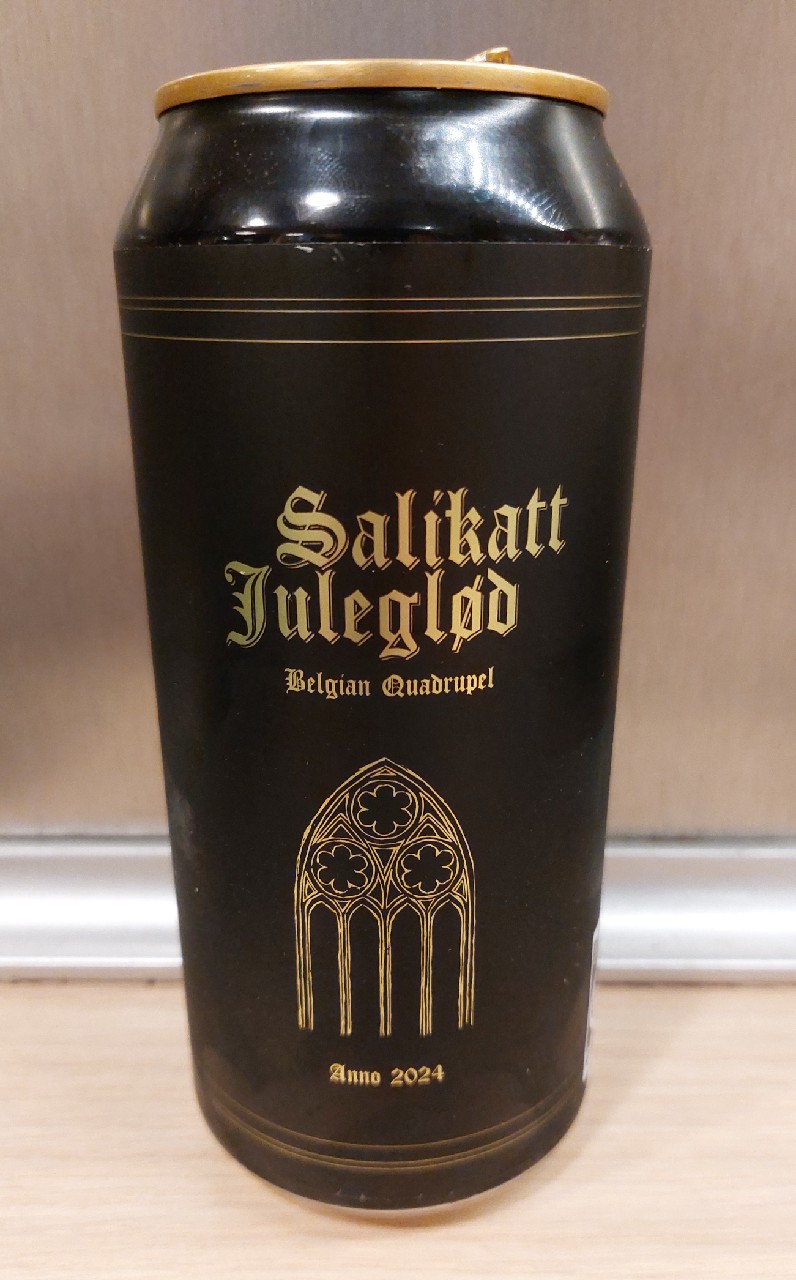 Salikatt
Juleglød
Belgian Quadrupel
Anno 2024